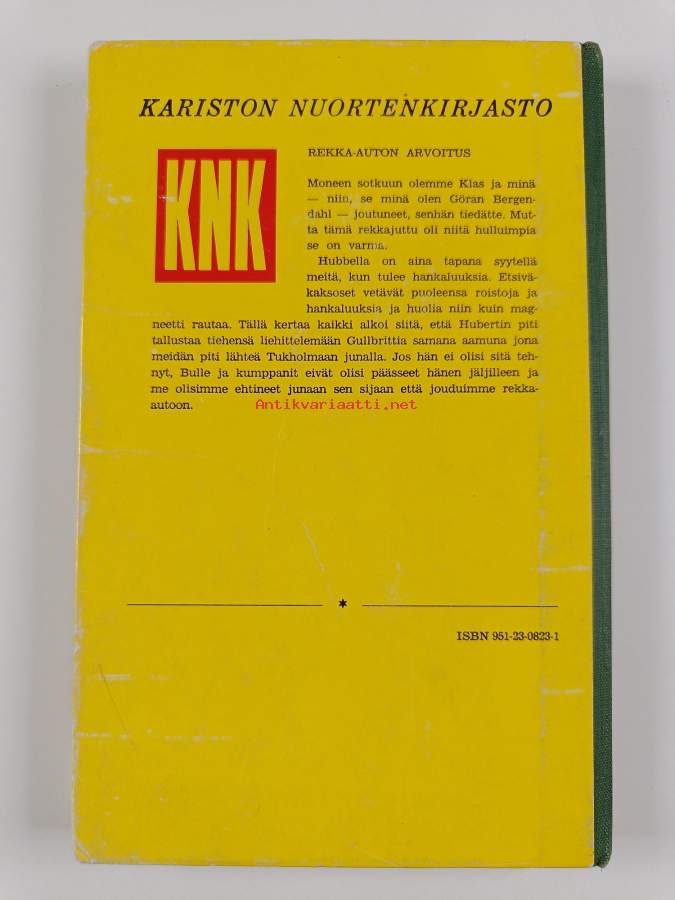 KARISTON NUORTENKIRJASTO
KNK
REKKA-AUTON ARVOITUS
Moneen sotkuun olemme Klas ja minä
— niin, se minä olen Göran Bergen-
dahl — joutuneet, senhän tiedätte. Mut-
ta tämä rekkajuttu oli niitä hulluimpia
se on varma.
Hubbella on aina tapana syytellä
meitä, kun tulee hankaluuksia. Etsivä-
kaksoset vetävät puoleensa roistoja ja
hankaluuksia ja huolia niin kuin mag-
neetti rautaa. Tällä kertaa kaikki alkoi siitä, että Hubertin piti
tallustaa tiehensä liehittelemään Gullbrittia samana aamuna jona
meidän piti lähteä Tukholmaan junalla. Jos hän ei olisi sitä teh-
nyt, Bulle ja kumppanit eivät olisi päässeet hänen jäljilleen ja
me olisimme ehtineet junaan sen sijaan että jouduimme rekka-
autoon.
Antikvariaatti.net
ISBN 951-23-0823-1